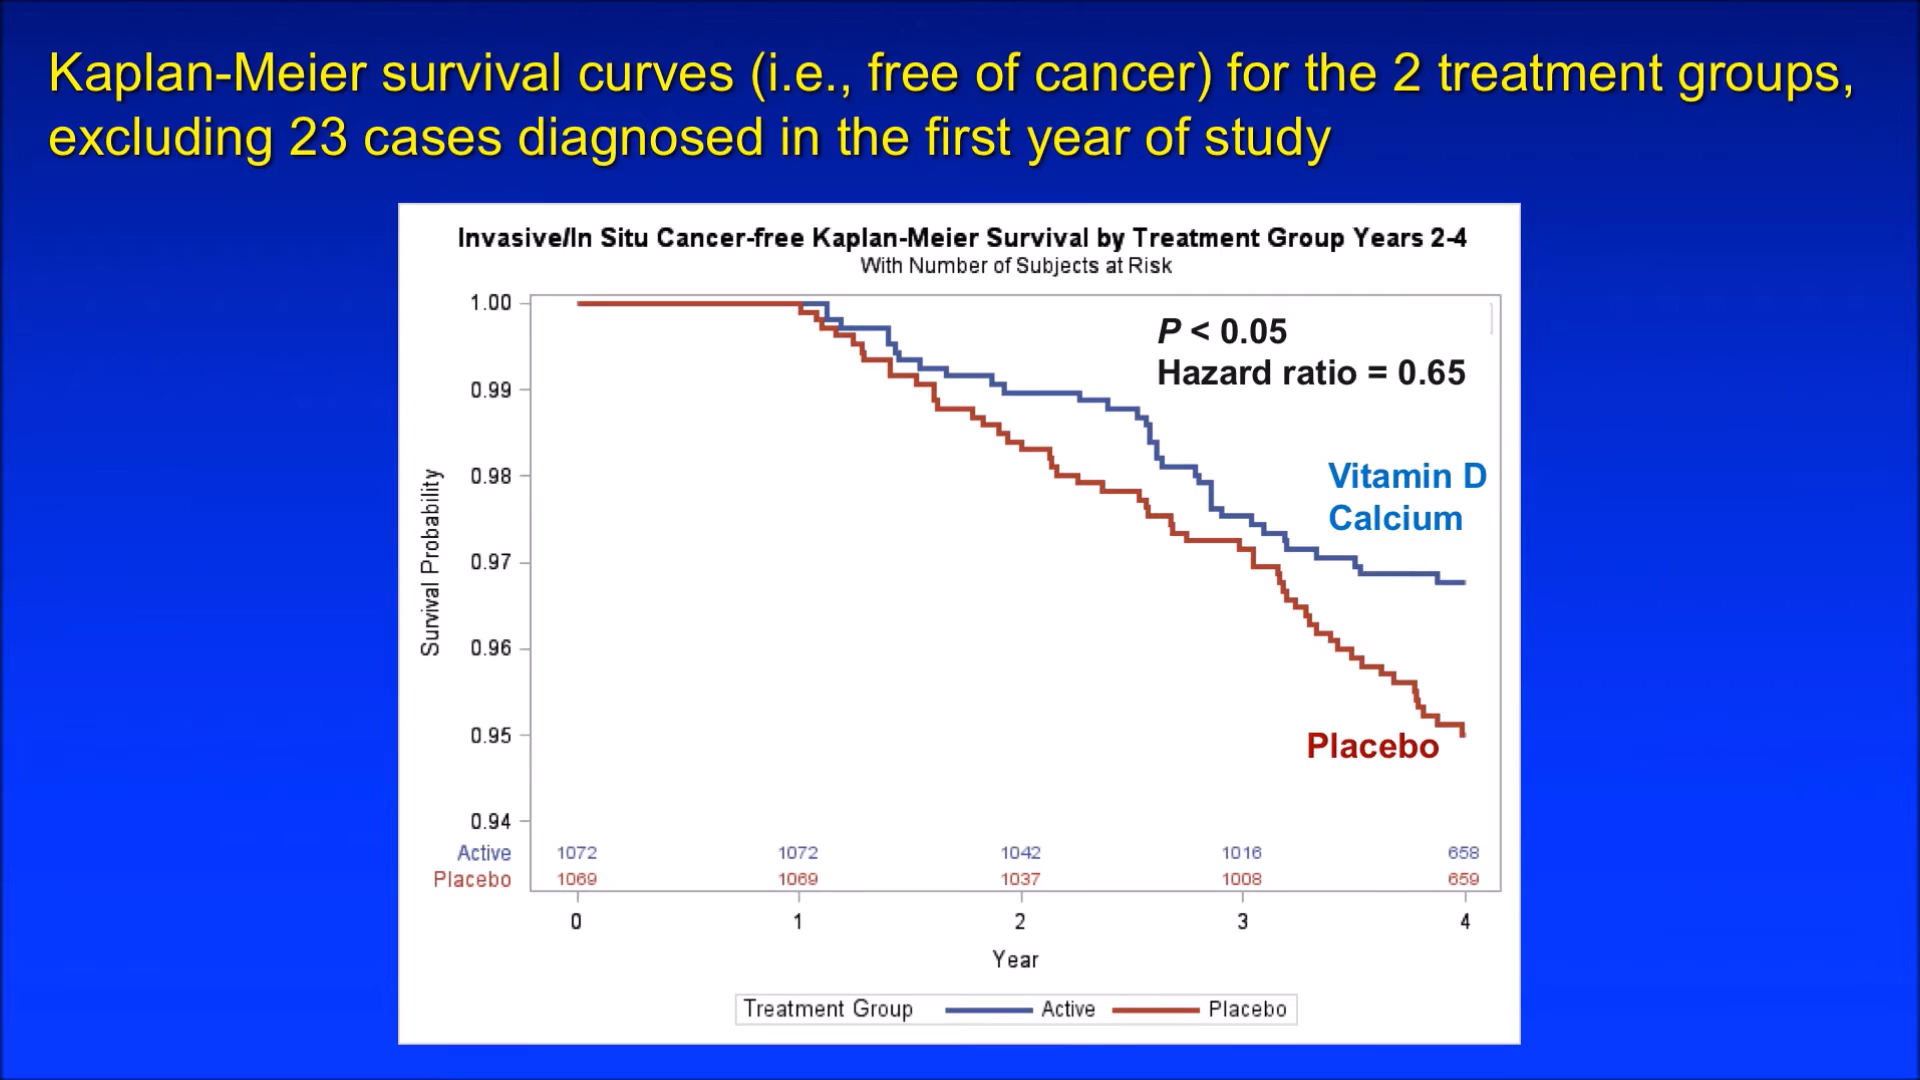 Kaplan-Meier survival curves (i.e., free of cancer) for the 2 treatment groups,
excluding 23 cases diagnosed in the first year of study
Invasive/In Situ Cancer-free Kaplan-Meier Survival by Treatment Group Years 2-4
With Number of Subjects at Risk
P < 0.05
Hazard ratio = 0.65
Vitamin D
Calcium
Placebo
Survival Probability
1.00
0.99
0.98
0.97
0.96
0.95
0.94
Active 1072 1072 1042 1016 658
Placebo 1069 1069 1037 1008 659
0 1 2 3 4
Year
Treatment Group Active Placebo